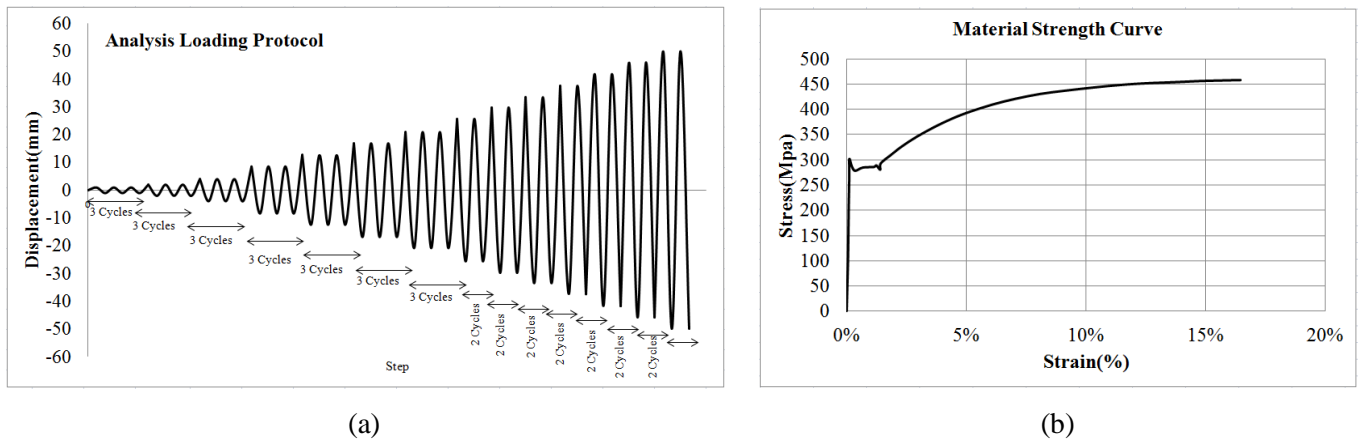 Analysis Loading Protocol
Displacement(mm)
60
50
40
30
20
10
0
-10
-20
-30
-40
-50
-60
0
3 Cycles
3 Cycles
3 Cycles
3 Cycles
3 Cycles
3 Cycles
3 Cycles
2 Cycles
2 Cycles
2 Cycles
2 Cycles
2 Cycles
2 Cycles
2 Cycles
Step
(a)
Material Strength Curve
Stress(Mpa)
500
450
400
350
300
250
200
150
100
50
0
0%
5%
10%
15%
20%
Strain(%)
(b)